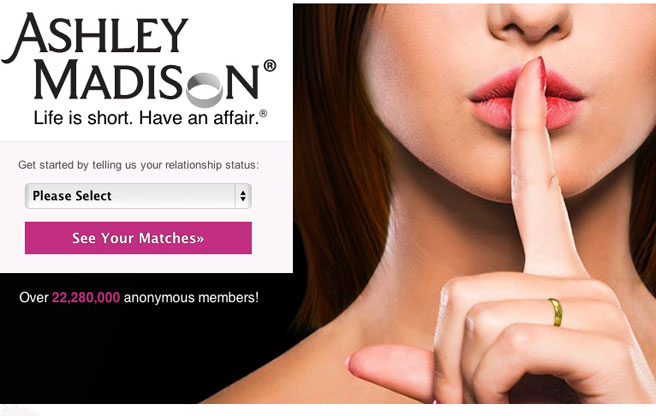 ASHLEY
MADISON®
Life is short. Have an affair.®
Get started by telling us your relationship status:
Please Select
See Your Matches»
Over 22,280,000 anonymous members!